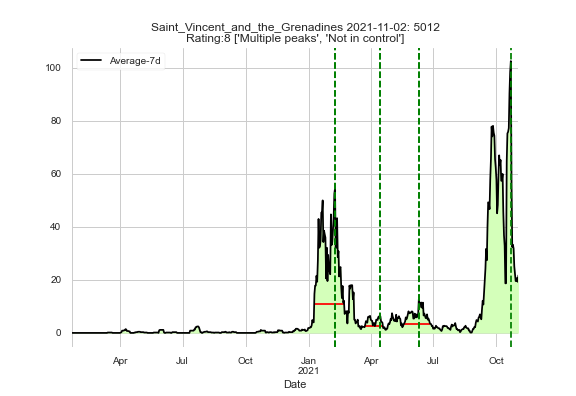 Saint_Vincent_and_the_Grenadines 2021-11-02: 5012
Rating:8 ['Multiple peaks', 'Not in control']
Average-7d
100
80
60
40
20
0
Apr Jul Oct Jan Apr Jul Oct
2021
Date